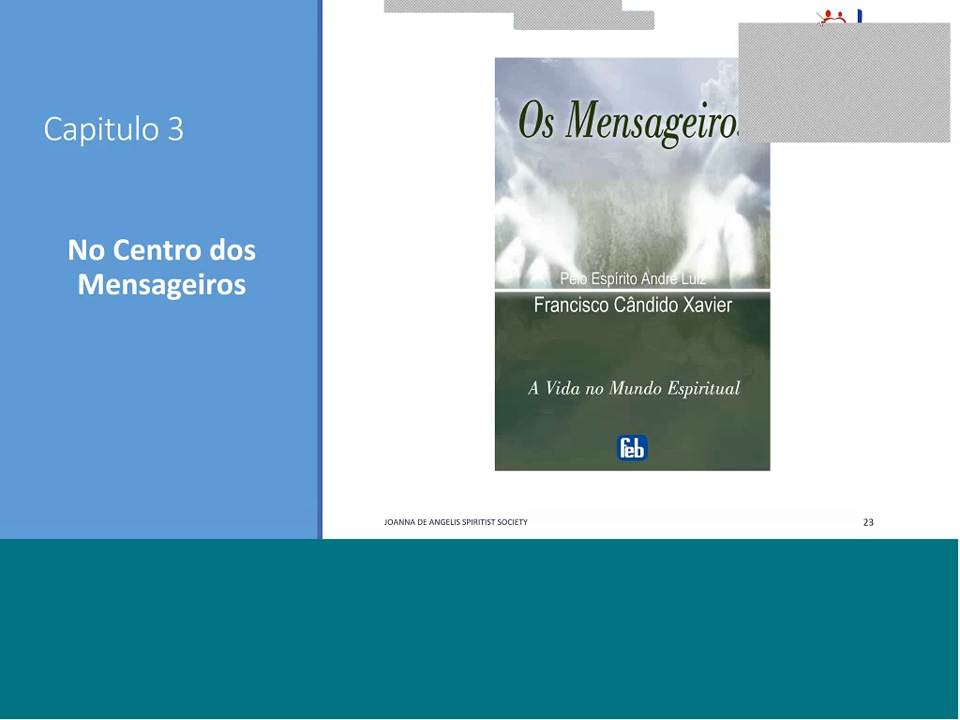 Capitulo 3
No Centro dos
Mensageiros
Os Mensageiros
Pelo Espírito André Luiz
Francisco Cândido Xavier
A Vida no Mundo Espiritual
feb
JOANNA DE ANGELIS SPIRITIST SOCIETY
23